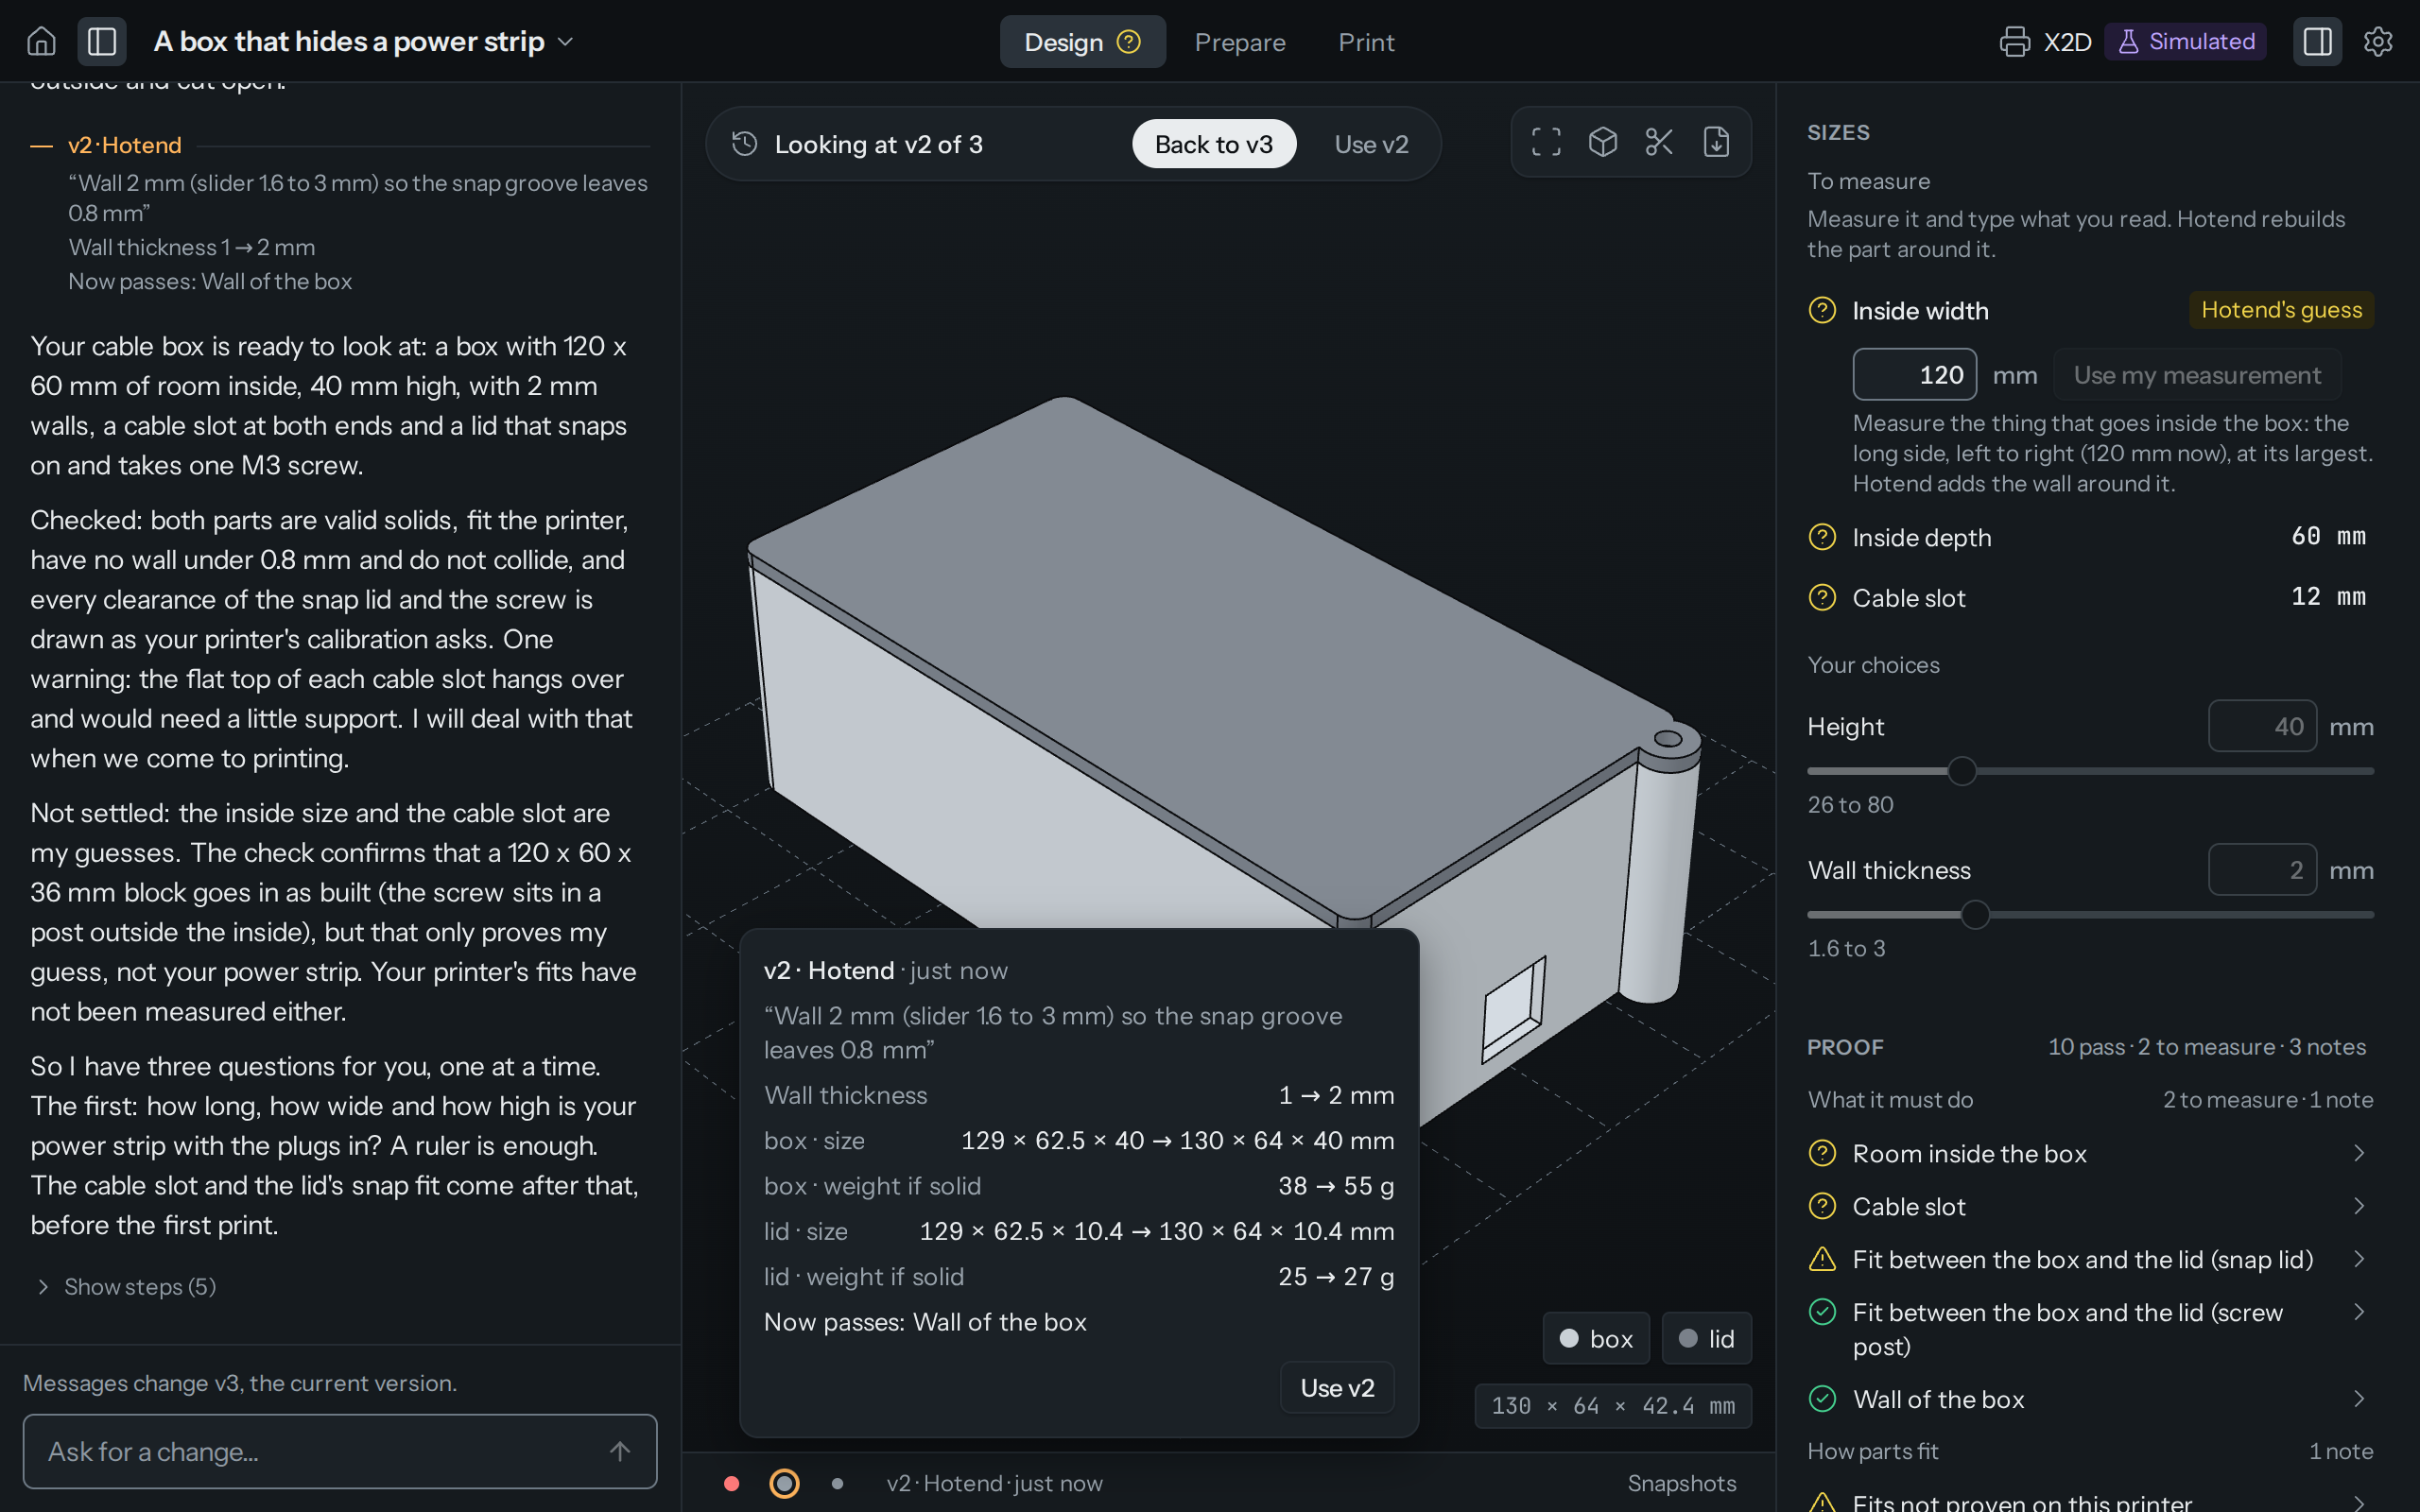 A box that hides a power strip
Design
Prepare
Print
X2D
Simulated
outside and cut open.
v2 · Hotend
“Wall 2 mm (slider 1.6 to 3 mm) so the snap groove leaves
0.8 mm”
Wall thickness 1 → 2 mm
Now passes: Wall of the box
Your cable box is ready to look at: a box with 120 x
60 mm of room inside, 40 mm high, with 2 mm
walls, a cable slot at both ends and a lid that snaps
on and takes one M3 screw.
Checked: both parts are valid solids, fit the printer,
have no wall under 0.8 mm and do not collide, and
every clearance of the snap lid and the screw is
drawn as your printer's calibration asks. One
warning: the flat top of each cable slot hangs over
and would need a little support. I will deal with that
when we come to printing.
Not settled: the inside size and the cable slot are
my guesses. The check confirms that a 120 x 60 x
36 mm block goes in as built (the screw sits in a
post outside the inside), but that only proves my
guess, not your power strip. Your printer's fits have
not been measured either.
So I have three questions for you, one at a time.
The first: how long, how wide and how high is your
power strip with the plugs in? A ruler is enough.
The cable slot and the lid's snap fit come after that,
before the first print.
Show steps (5)
Messages change v3, the current version.
Ask for a change...
Looking at v2 of 3
Back to v3
Use v2
v2 · Hotend · just now
“Wall 2 mm (slider 1.6 to 3 mm) so the snap groove
leaves 0.8 mm”
Wall thickness 1 → 2 mm
box · size 129 × 62.5 × 40 → 130 × 64 × 40 mm
box · weight if solid 38 → 55 g
lid · size 129 × 62.5 × 10.4 → 130 × 64 × 10.4 mm
lid · weight if solid 25 → 27 g
Now passes: Wall of the box
Use v2
box
lid
130 × 64 × 42.4 mm
v2 · Hotend · just now
Snapshots
SIZES
To measure
Measure it and type what you read. Hotend rebuilds
the part around it.
Inside width
Hotend's guess
120 mm
Use my measurement
Measure the thing that goes inside the box: the
long side, left to right (120 mm now), at its largest.
Hotend adds the wall around it.
Inside depth 60 mm
Cable slot 12 mm
Your choices
Height 40 mm
26 to 80
Wall thickness 2 mm
1.6 to 3
PROOF 10 pass · 2 to measure · 3 notes
What it must do 2 to measure · 1 note
Room inside the box
Cable slot
Fit between the box and the lid (snap lid)
Fit between the box and the lid (screw
post)
Wall of the box
How parts fit 1 note
Fits not proven on this printer